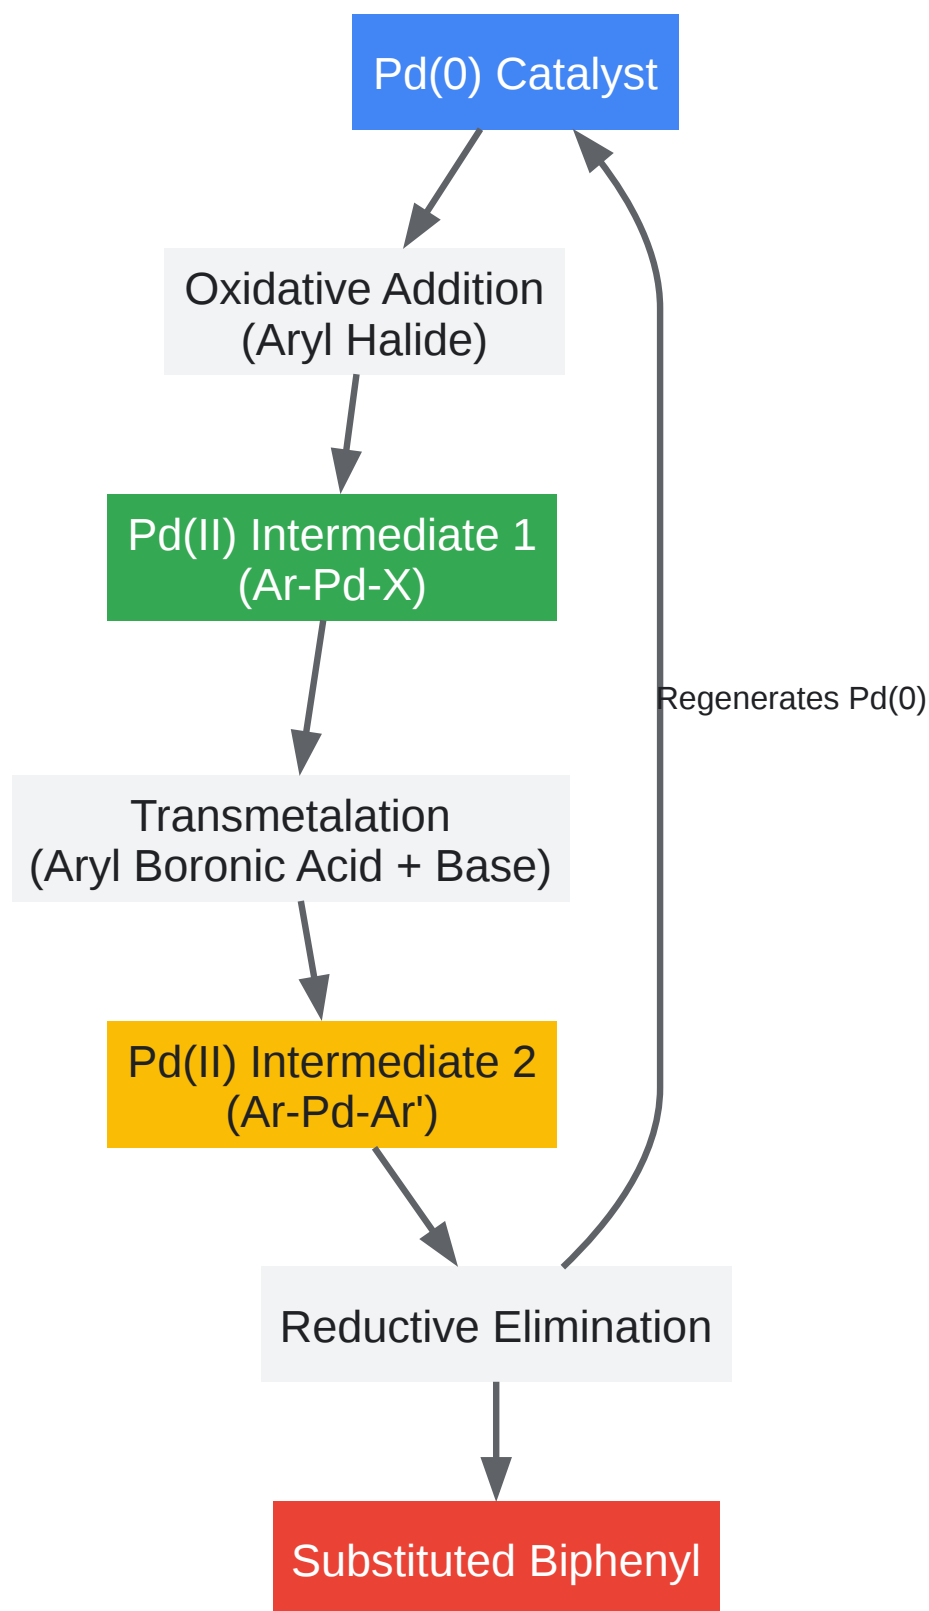 Pd(0) Catalyst
Oxidative Addition
(Aryl Halide)
Pd(II) Intermediate 1
(Ar-Pd-X)
Regenerates Pd(0)
Transmetalation
(Aryl Boronic Acid + Base)
Pd(II) Intermediate 2
(Ar-Pd-Ar')
Reductive Elimination
Substituted Biphenyl